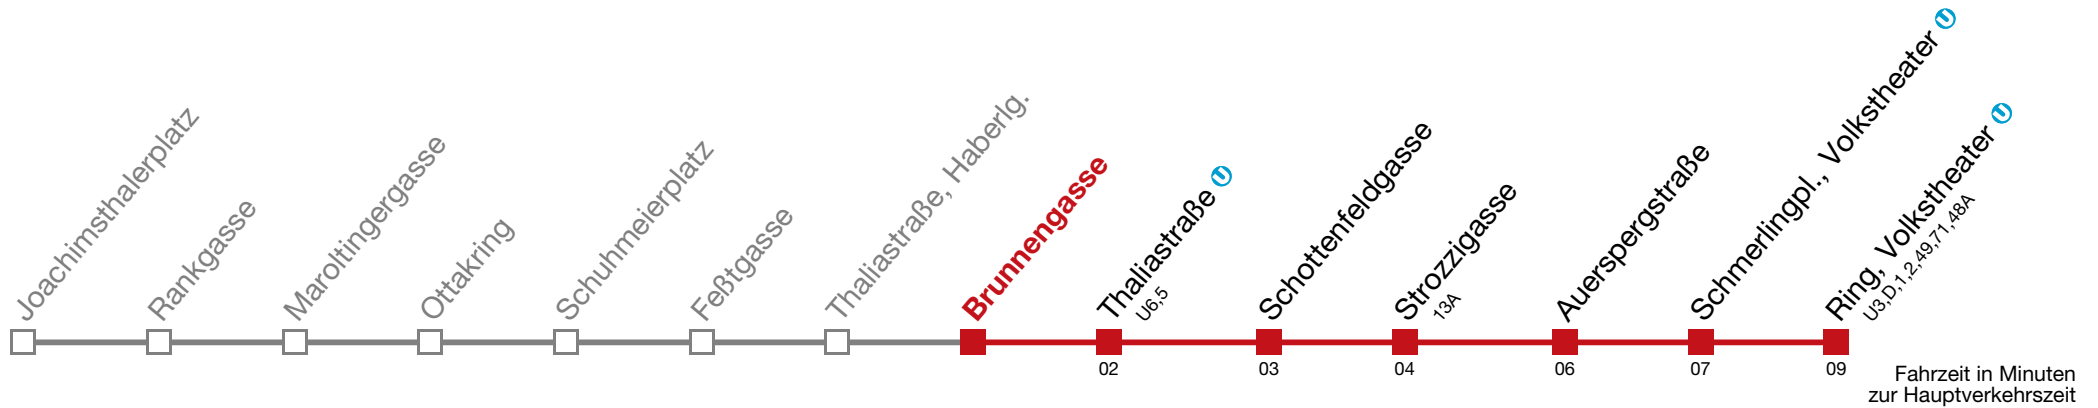 Joachimsthalerplatz
Rankgasse
Maroltingergasse
Ottakring
Schuhmeierplatz
Feßtgasse
Thaliastraße, Haberlg.
Brunnengasse
Thaliastraße U
U6,5
Schottenfeldgasse
Strozzigasse
13A
Auerspergstraße
Schmerlingpl., Volkstheater U
Ring, Volkstheater U
U3,D,1,2,49,71,48A
02
03
04
06
07
09
Fahrzeit in Minuten
zur Hauptverkehrszeit